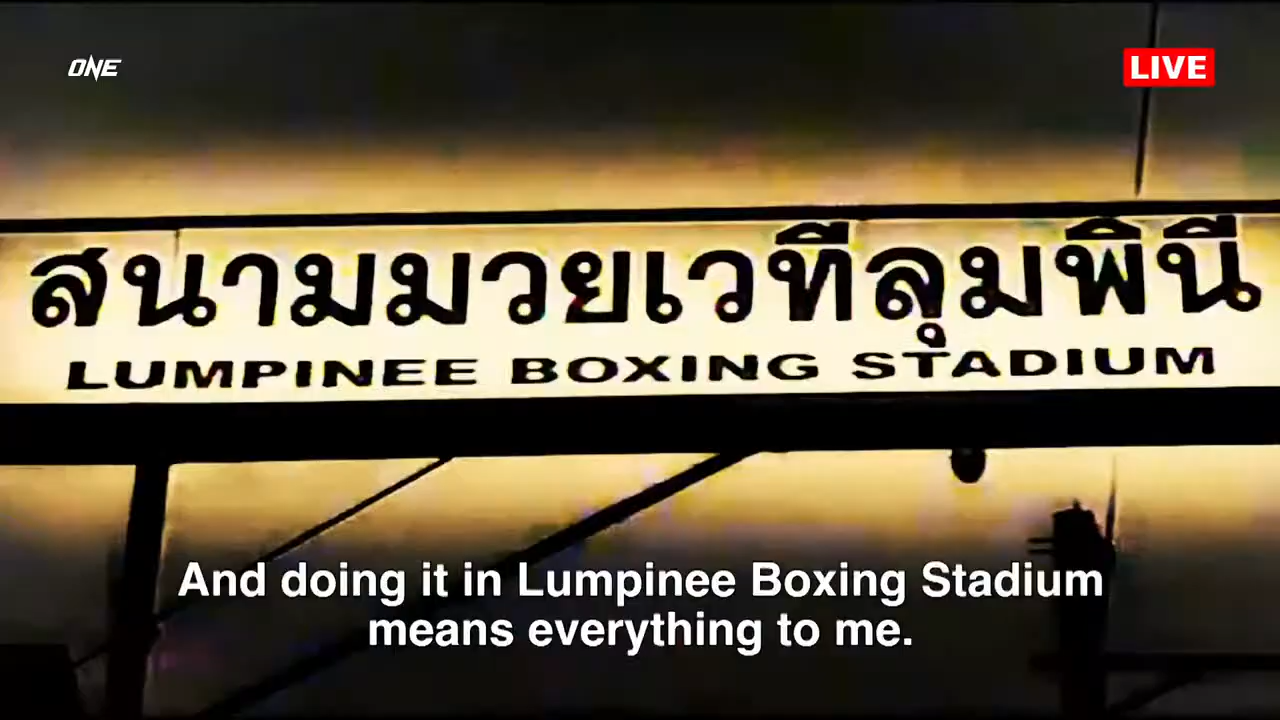 ONE
LIVE
สนามมวยเวทีลุมพินี
LUMPINEE BOXING STADIUM
And doing it in Lumpinee Boxing Stadium
means everything to me.